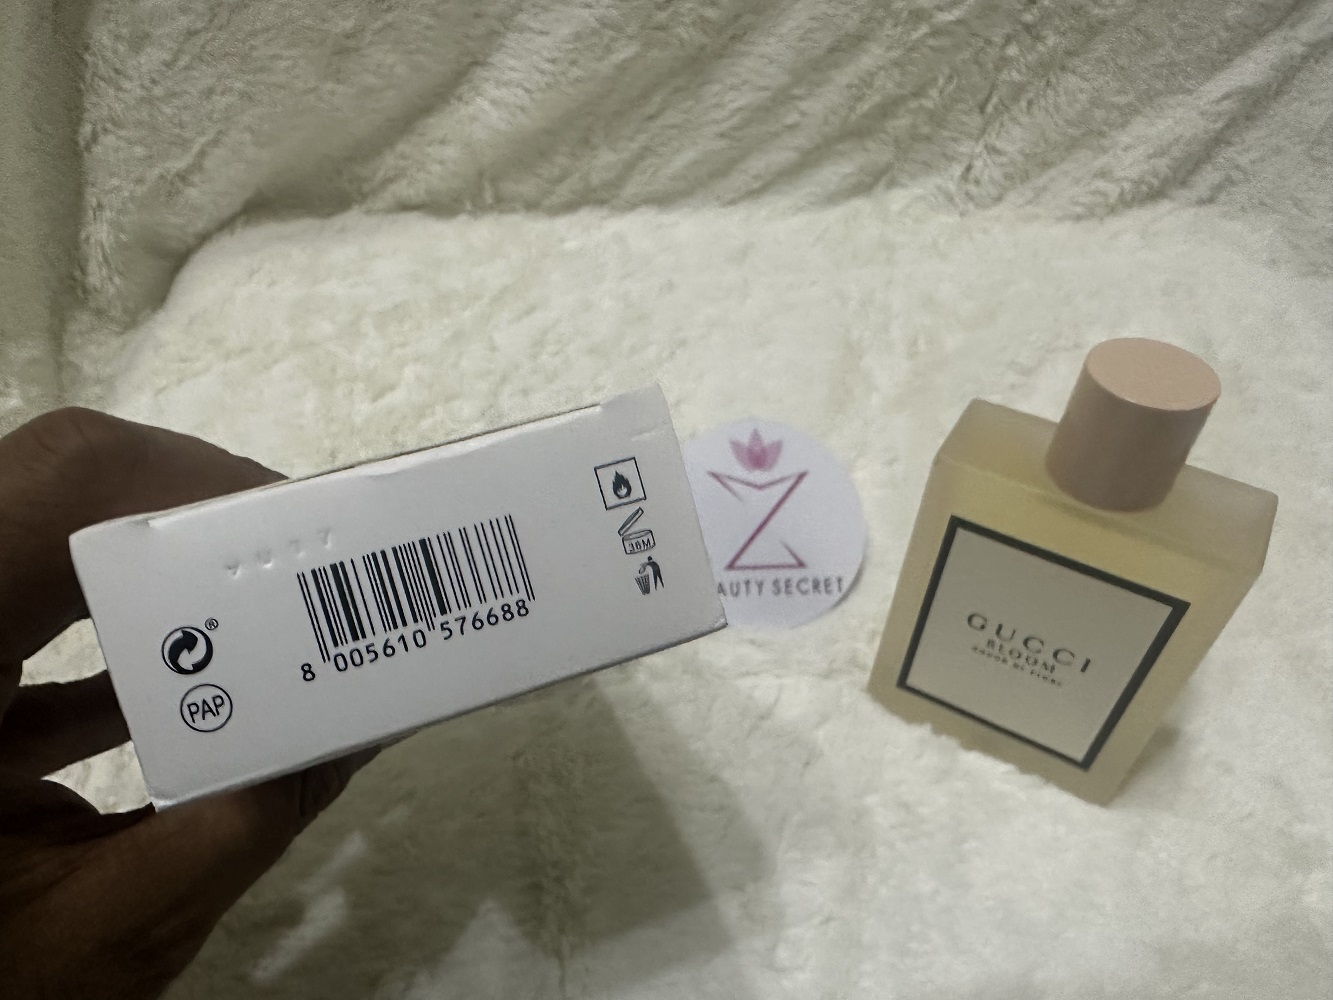 ®
PAP
8 005610 576688
36M
AUTY SECRET
GUCCI
BLOOM